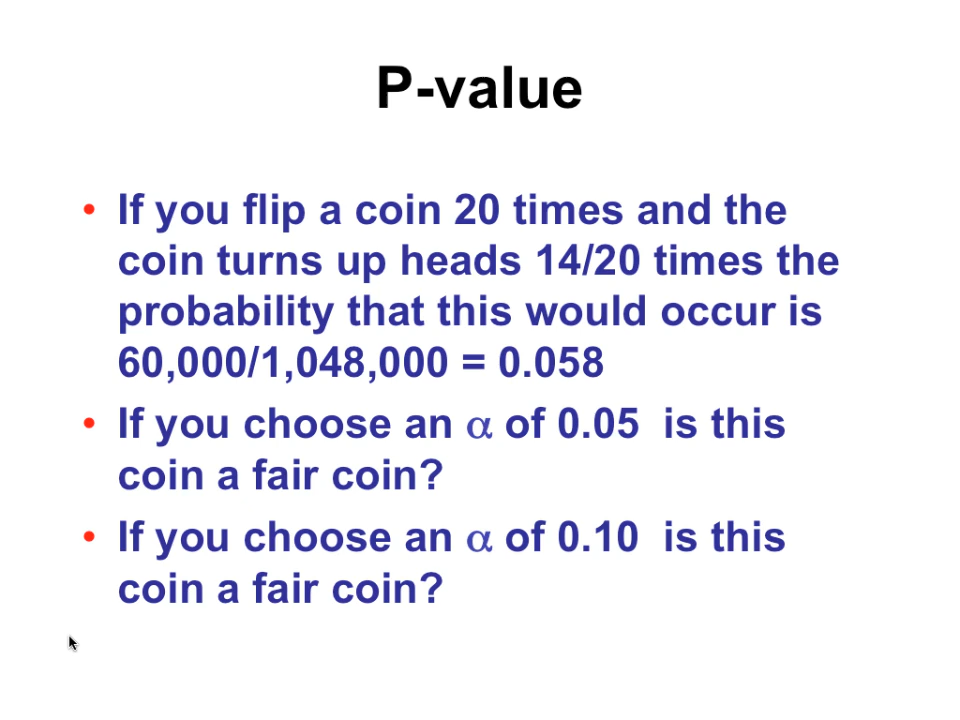 P-value
• If you flip a coin 20 times and the
coin turns up heads 14/20 times the
probability that this would occur is
60,000/1,048,000 = 0.058
• If you choose an α of 0.05  is this
coin a fair coin?
• If you choose an α of 0.10  is this
coin a fair coin?